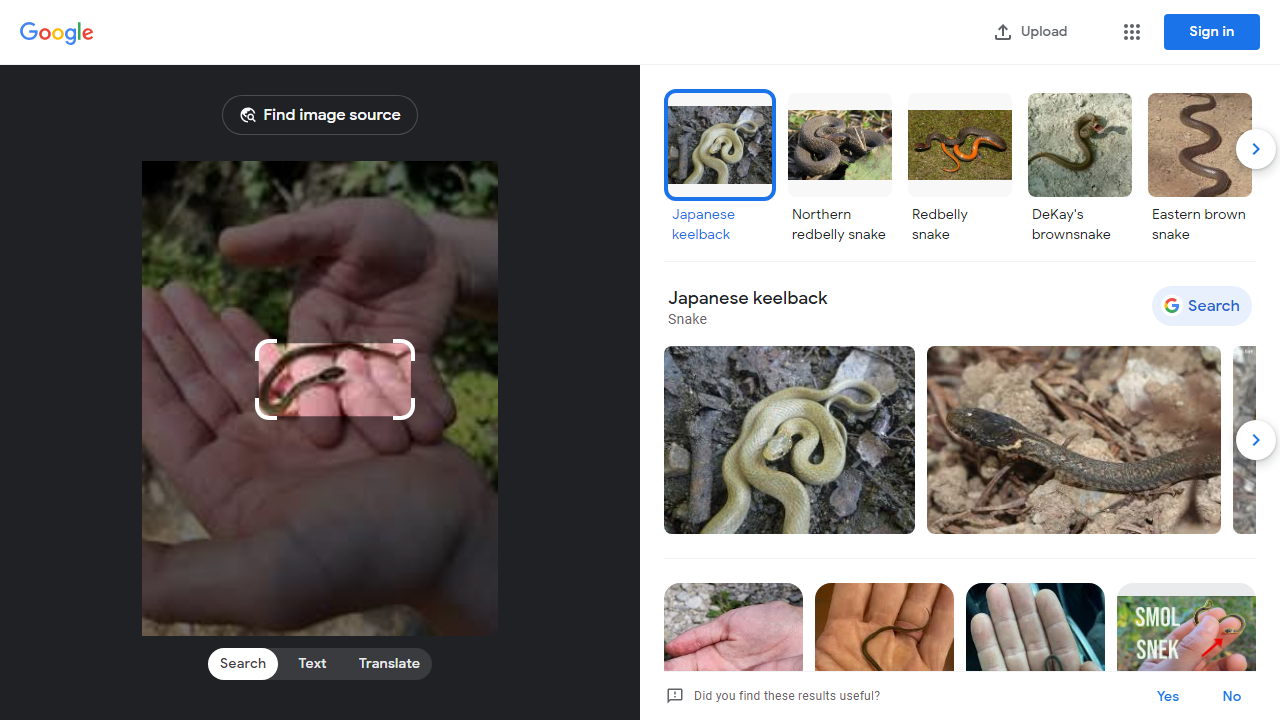 Google
Upload
Sign in
Find image source
Japanese
keelback
Northern
redbelly snake
Redbelly
snake
DeKay's
brownsnake
Eastern brown
snake
Japanese keelback
Snake
Search
SMOL
SNEK
Search
Text
Translate
Did you find these results useful?
Yes
No